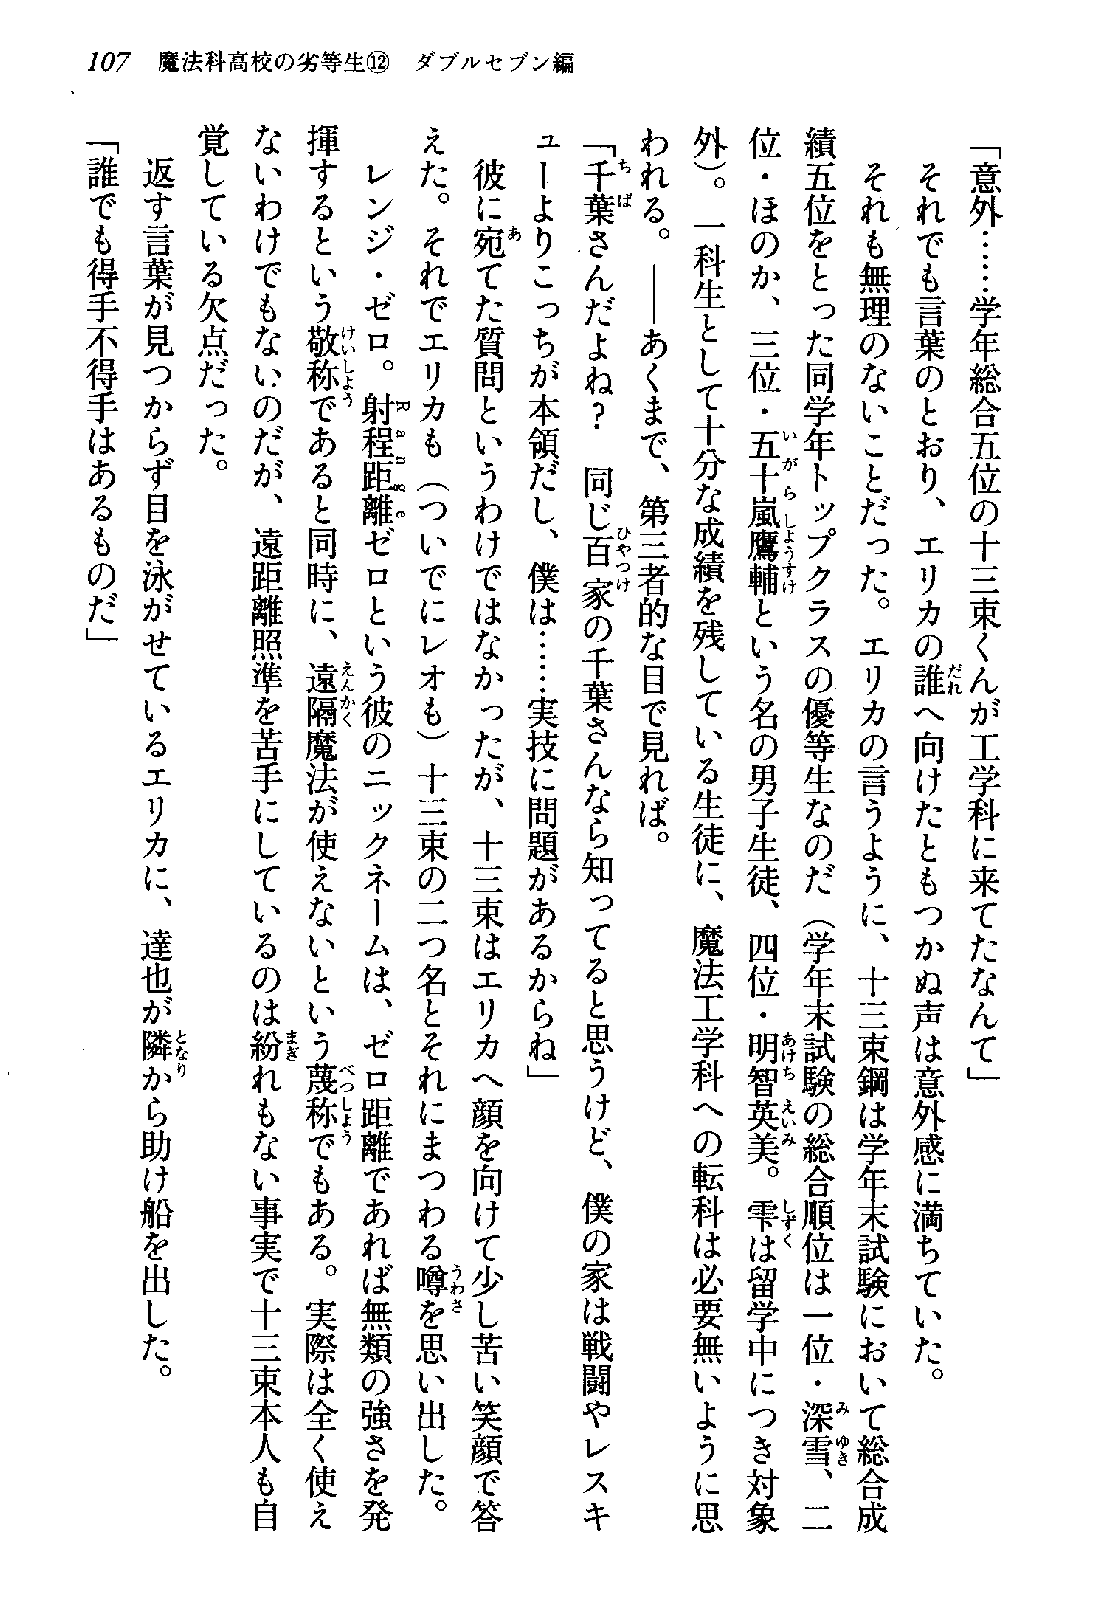 107 魔法科高校の劣等生⑫ ダブルセブン編
「意外……学年総合五位の十三束くんが工学科に来てたなんて」
それでも言葉のとおり、エリカの誰へ向けたともつかぬ声は意外感に満ちていた。
それも無理のないことだった。エリカの言うように、十三束鋼は学年末試験において総合成
績五位をとった同学年トップクラスの優等生なのだ（学年末試験の総合順位は一位・深雪、二
位・ほのか、三位・五十嵐鷹輔という名の男子生徒、四位・明智英美。雫は留学中につき対象
外）。一科生として十分な成績を残している生徒に、魔法工学科への転科は必要無いように思
われる。――あくまで、第三者的な目で見れば。
「千葉さんだよね？　同じ百家の千葉さんなら知ってると思うけど、僕の家は戦闘やレスキ
ューよりこっちが本領だし、僕は……実技に問題があるからね」
彼に宛てた質問というわけではなかったが、十三束はエリカへ顔を向けて少し苦い笑顔で答
えた。それでエリカも（ついでにレオも）十三束の二つ名とそれにまつわる噂を思い出した。
レンジ・ゼロ。射程距離ゼロという彼のニックネームは、ゼロ距離であれば無類の強さを発
揮するという敬称であると同時に、遠隔魔法が使えないという蔑称でもある。実際は全く使え
ないわけでもないのだが、遠距離照準を苦手にしているのは紛れもない事実で十三束本人も自
覚している欠点だった。
返す言葉が見つからず目を泳がせているエリカに、達也が隣から助け船を出した。
「誰でも得手不得手はあるものだ」